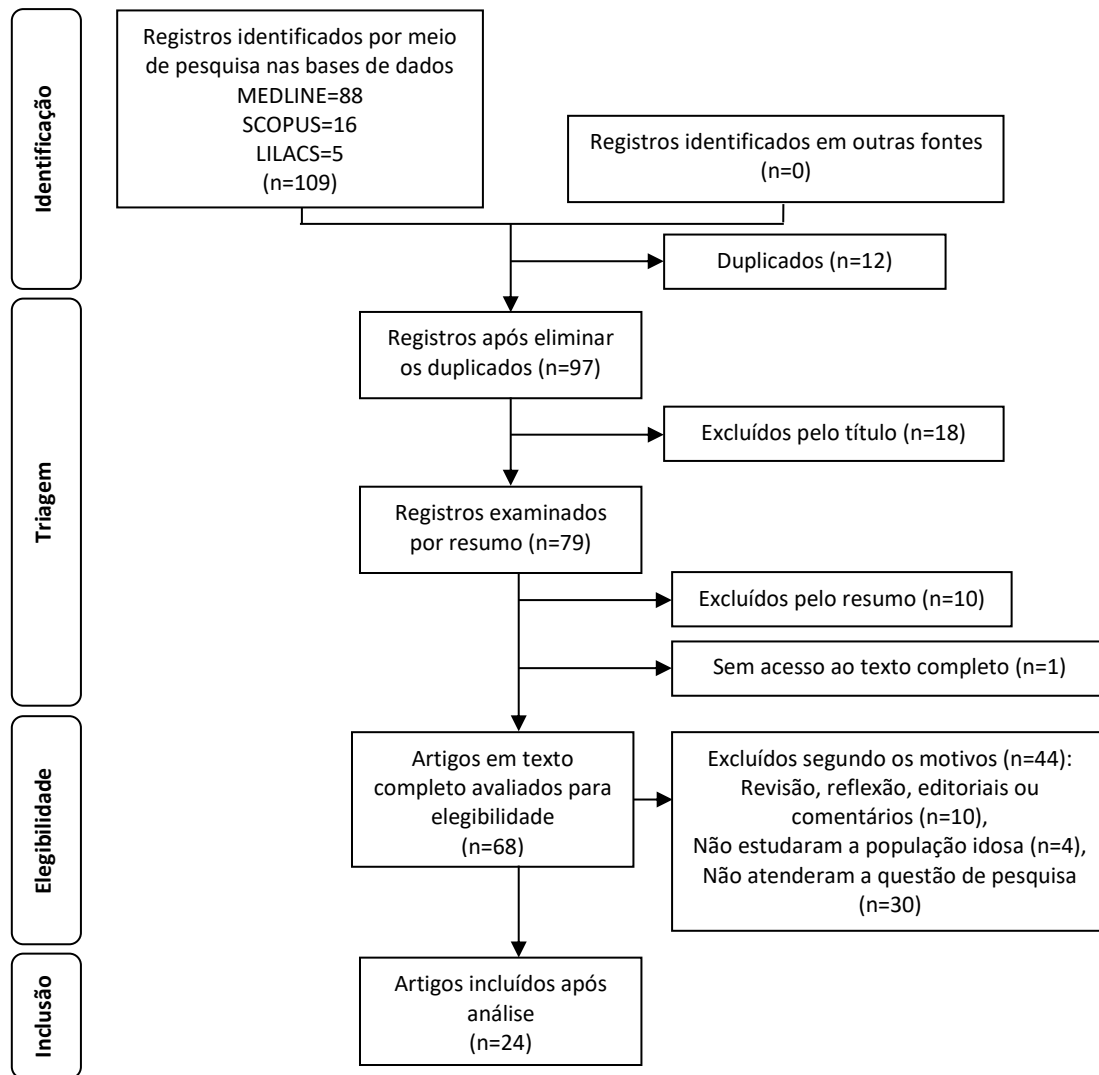 Identificação
Registros identificados por meio
de pesquisa nas bases de dados
MEDLINE=88
SCOPUS=16
LILACS=5
(n=109)
Registros identificados em outras fontes
(n=0)
Duplicados (n=12)
Triagem
Registros após eliminar
os duplicados (n=97)
Excluídos pelo título (n=18)
Registros examinados
por resumo (n=79)
Excluídos pelo resumo (n=10)
Sem acesso ao texto completo (n=1)
Elegibilidade
Artigos em texto
completo avaliados para
elegibilidade
(n=68)
Excluídos segundo os motivos (n=44):
Revisão, reflexão, editoriais ou
comentários (n=10),
Não estudaram a população idosa (n=4),
Não atenderam a questão de pesquisa
(n=30)
Inclusão
Artigos incluídos após
análise
(n=24)